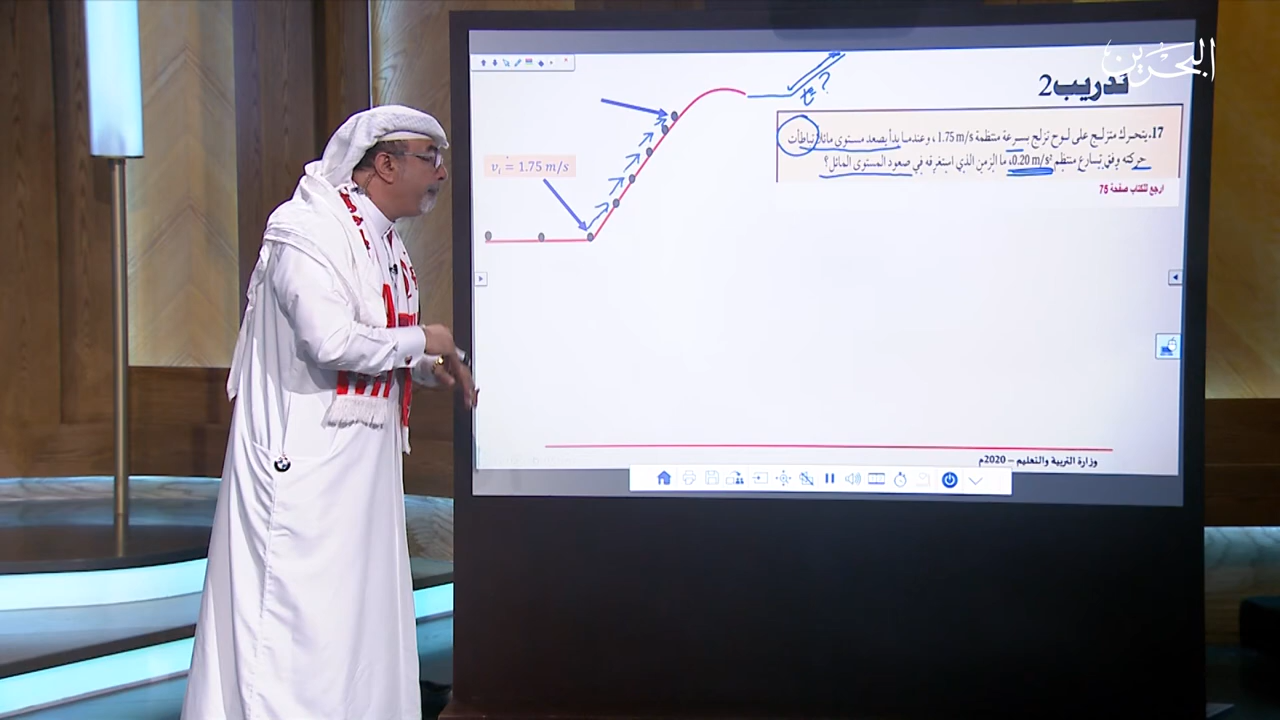 البحرين
تدريب2
17. يتحرك متزلج على لوح تزلج بسرعة منتظمة 1.75 m/s ، وعندما بدأ يصعد مستوى مائلا تباطأت
حركته وفق تسارع منتظم 0.20 m/s². ما الزمن الذي استغرقه في صعود المستوى المائل؟
ارجع للكتاب صفحة 75
vᵢ = 1.75 m/s
وزارة التربية والتعليم – 2020م